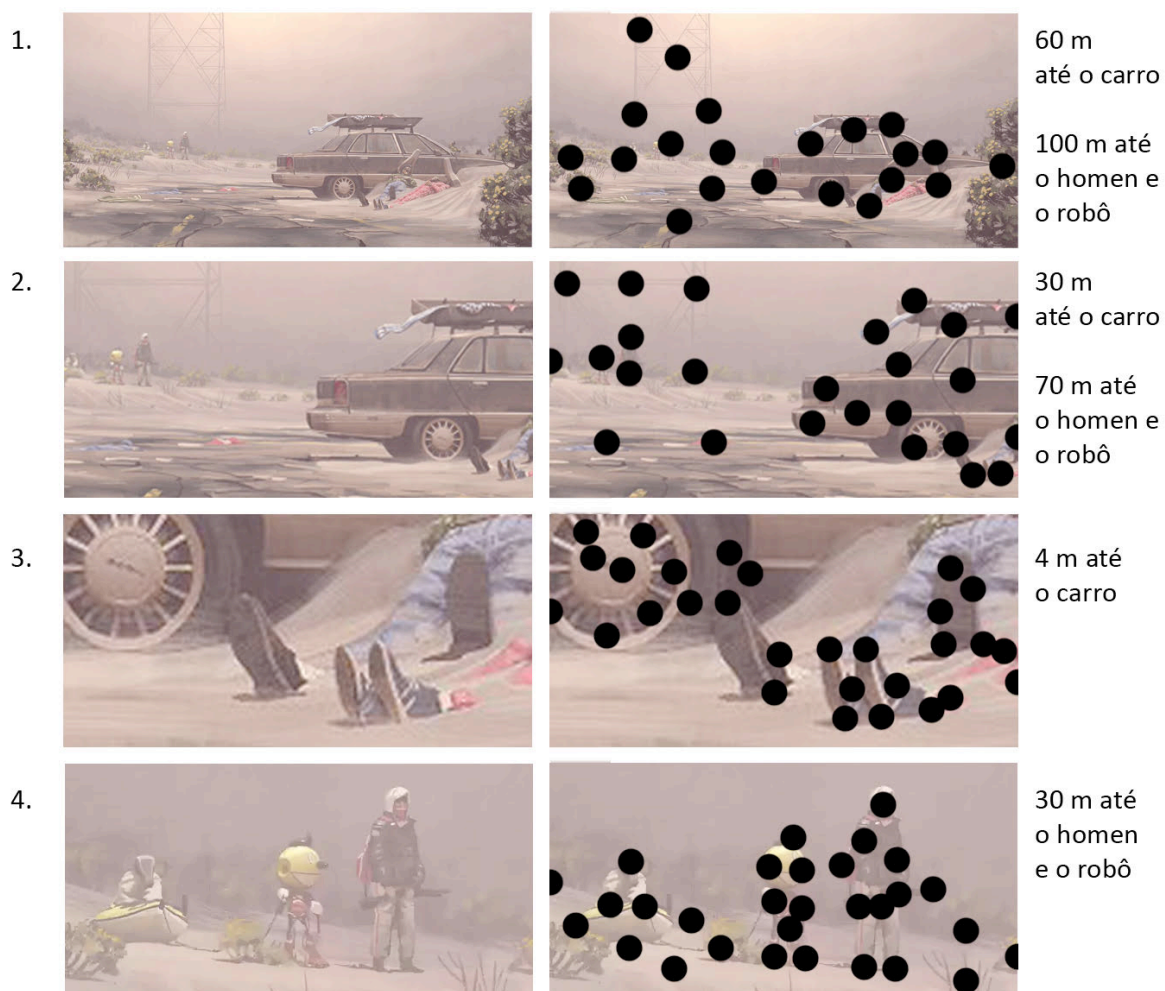 1.
60 m
até o carro
100 m até
o homen e
o robô
2.
30 m
até o carro
70 m até
o homen e
o robô
3.
4 m até
o carro
4.
30 m até
o homen
e o robô